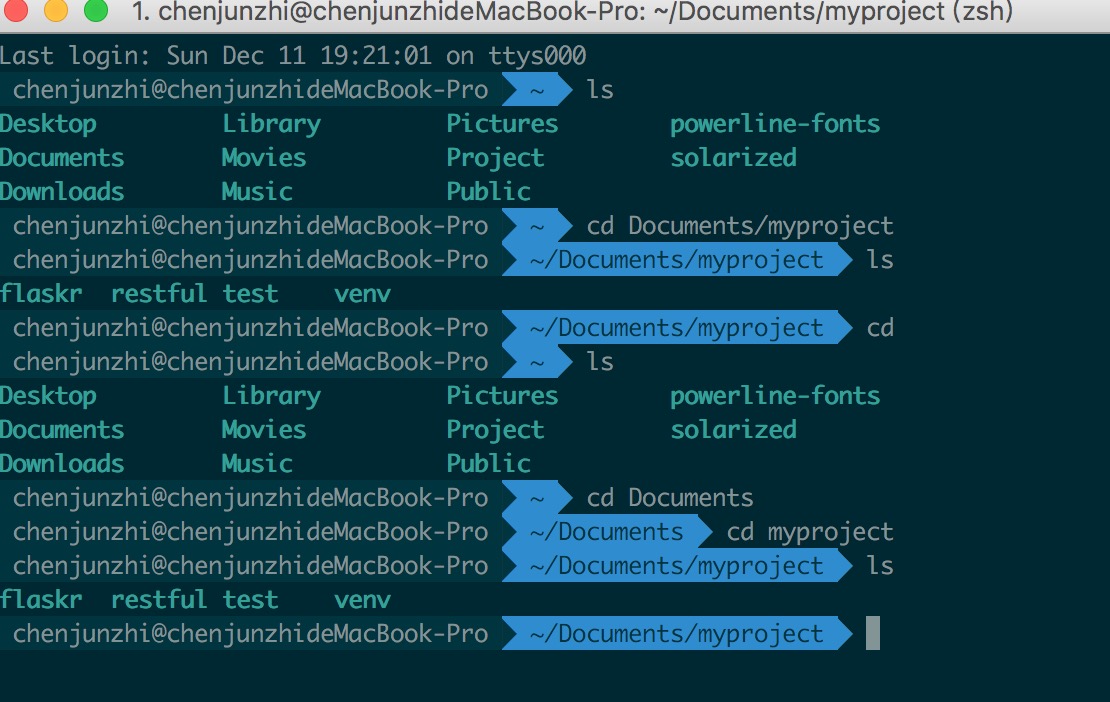 1. chenjunzhi@chenjunzhideMacBook-Pro: ~/Documents/myproject (zsh)
Last login: Sun Dec 11 19:21:01 on ttys000
chenjunzhi@chenjunzhideMacBook-Pro ~ ls
Desktop Library Pictures powerline-fonts
Documents Movies Project solarized
Downloads Music Public
chenjunzhi@chenjunzhideMacBook-Pro ~ cd Documents/myproject
chenjunzhi@chenjunzhideMacBook-Pro ~/Documents/myproject ls
flaskr restful test venv
chenjunzhi@chenjunzhideMacBook-Pro ~/Documents/myproject cd
chenjunzhi@chenjunzhideMacBook-Pro ~ ls
Desktop Library Pictures powerline-fonts
Documents Movies Project solarized
Downloads Music Public
chenjunzhi@chenjunzhideMacBook-Pro ~ cd Documents
chenjunzhi@chenjunzhideMacBook-Pro ~/Documents cd myproject
chenjunzhi@chenjunzhideMacBook-Pro ~/Documents/myproject ls
flaskr restful test venv
chenjunzhi@chenjunzhideMacBook-Pro ~/Documents/myproject